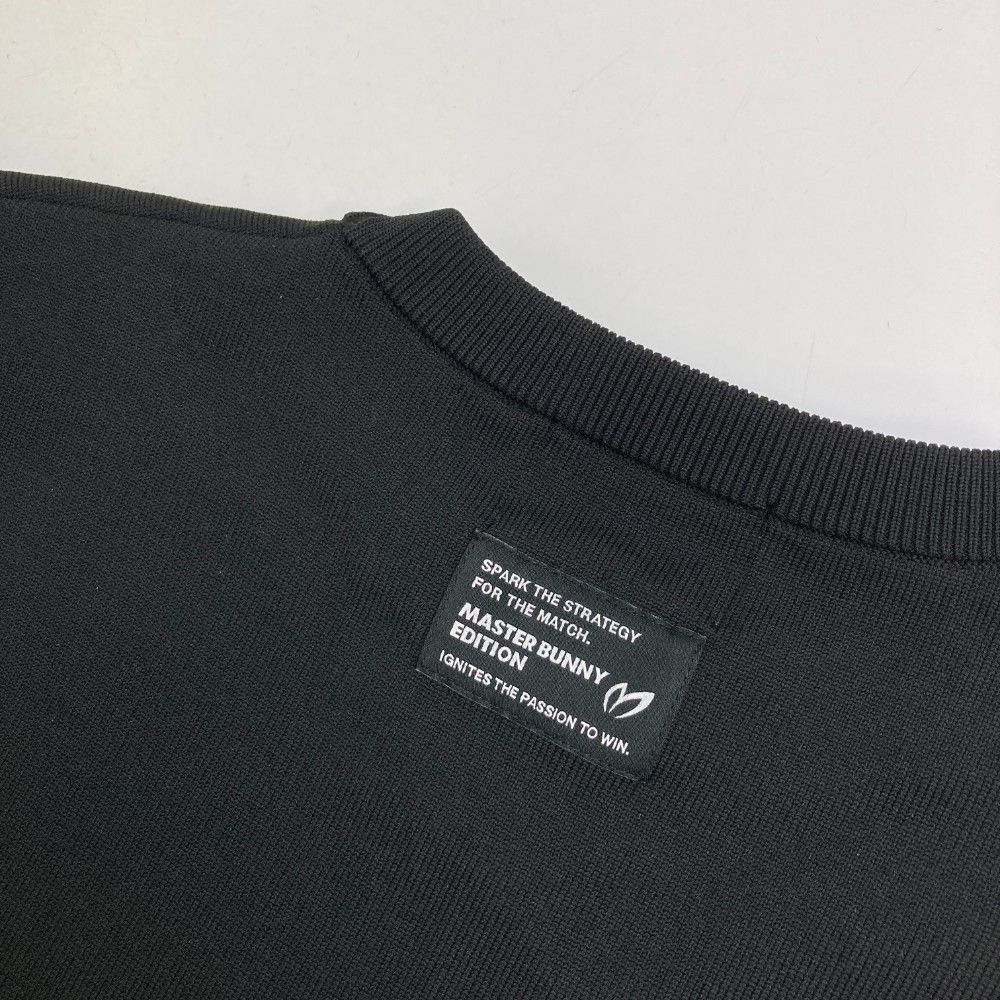 SPARK THE STRATEGY
FOR THE MATCH.
MASTER BUNNY
EDITION
IGNITES THE PASSION TO WIN.